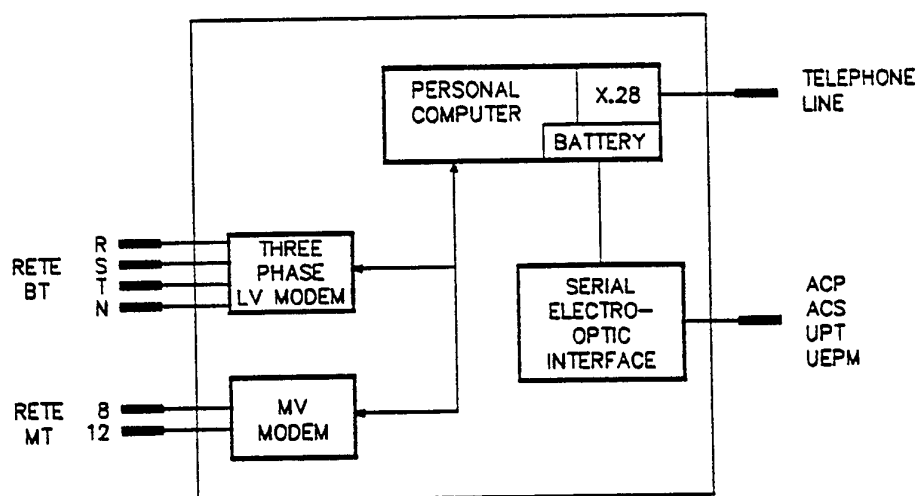 PERSONAL
COMPUTER
X.28
BATTERY
TELEPHONE
LINE
RETE
BT
R
S
T
N
THREE
PHASE
LV MODEM
SERIAL
ELECTRO-
OPTIC
INTERFACE
ACP
ACS
UPT
UEPM
RETE
MT
8
12
MV
MODEM